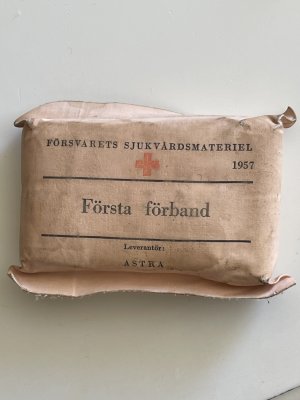 FÖRSVARETS SJUKVÅRDSMATERIEL
1957
Första förband
Leverantör:
ASTRA